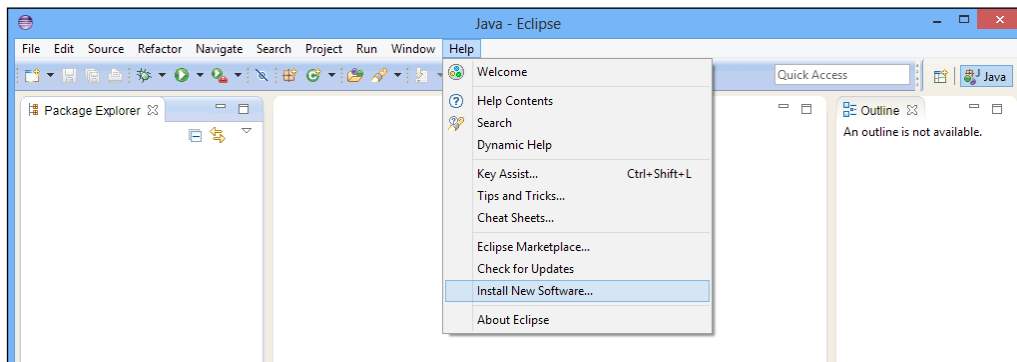 Java - Eclipse
File Edit Source Refactor Navigate Search Project Run Window Help
Quick Access
Java
Package Explorer
Welcome
Help Contents
Search
Dynamic Help
Key Assist... Ctrl+Shift+L
Tips and Tricks...
Cheat Sheets...
Eclipse Marketplace...
Check for Updates
Install New Software...
About Eclipse
Outline
An outline is not available.